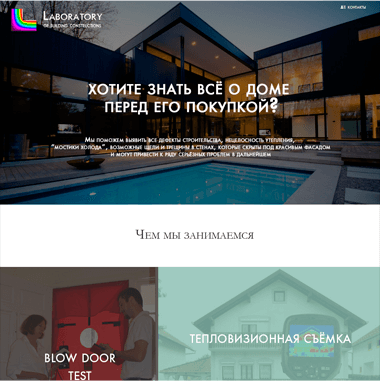 Laboratory
of building constructions
контакты
ХОТИТЕ ЗНАТЬ ВСЁ О ДОМЕ
ПЕРЕД ЕГО ПОКУПКОЙ?
Мы поможем выявить все дефекты строительства, нецелевость утепления,
"мостики холода", возможные щели и трещины в стенах, которые скрыты под красивым фасадом
и могут привести к ряду серьёзных проблем в дальнейшем
Чем мы занимаемся
ТЕПЛОВИЗИОННАЯ СЪЁМКА
BLOW DOOR
TEST